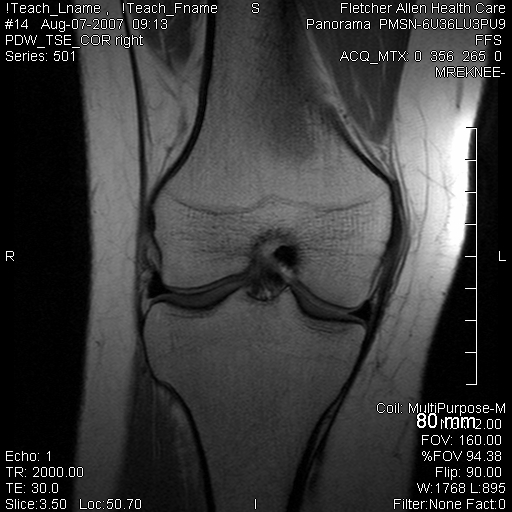 !Teach_Lname , !Teach_Fname
S
Fletcher Allen Health Care
#14 Aug-07-2007 09:13
Panorama PMSN-6U36LU3PU9
PDW_TSE_COR right
FFS
Series: 501
ACQ_MTX: 0 356 265 0
MREKNEE-
R
L
Coil: MultiPurpose-M
80 mm
2.00
Echo: 1
FOV: 160.00
TR: 2000.00
%FOV 94.38
TE: 30.0
Flip: 90.00
Slice:3.50 Loc:50.70
I
W:1768 L:895
Filter:None Fact:0